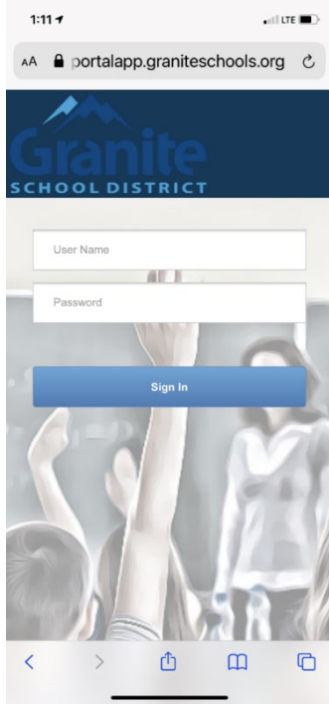 1:11 LTE
AA portalapp.graniteschools.org
Granite
SCHOOL DISTRICT
User Name
Password
Sign In